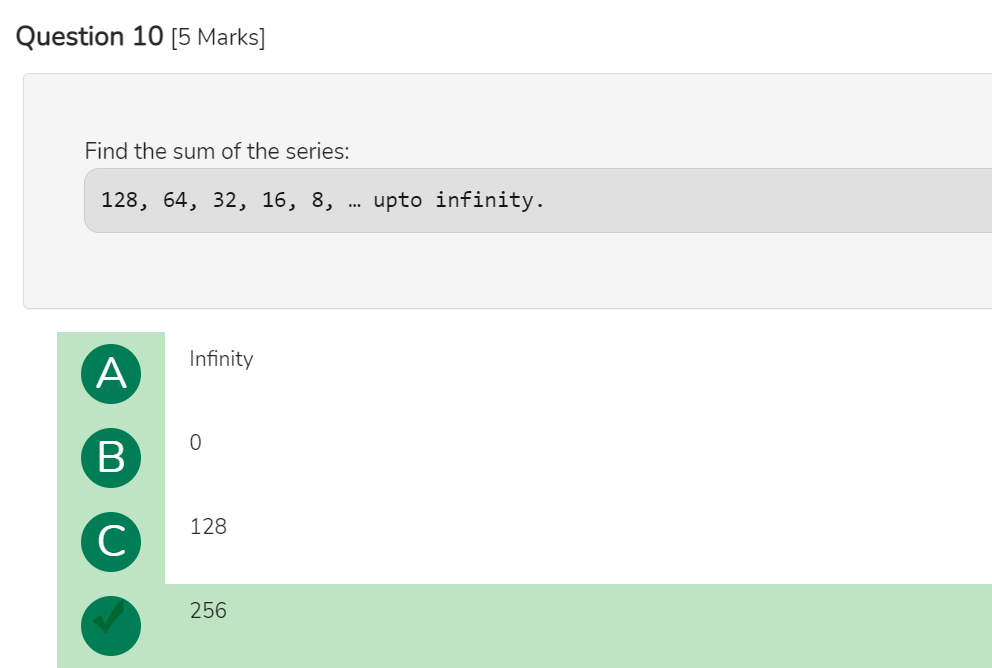 Question 10 [5 Marks]
Find the sum of the series:
128, 64, 32, 16, 8, … upto infinity.
A Infinity
B 0
C 128
256